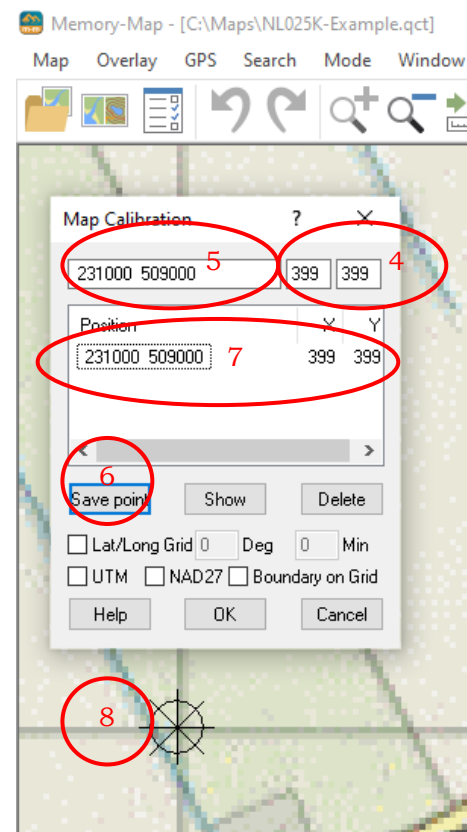 Memory-Map - [C:\Maps\NL025K-Example.qct]
Map Overlay GPS Search Mode Window
Map Calibration ? X
231000 509000 5 399 399 4
Position X Y
231000 509000 7 399 399
6
Save point Show Delete
Lat/Long Grid 0 Deg 0 Min
UTM NAD27 Boundary on Grid
Help OK Cancel
8